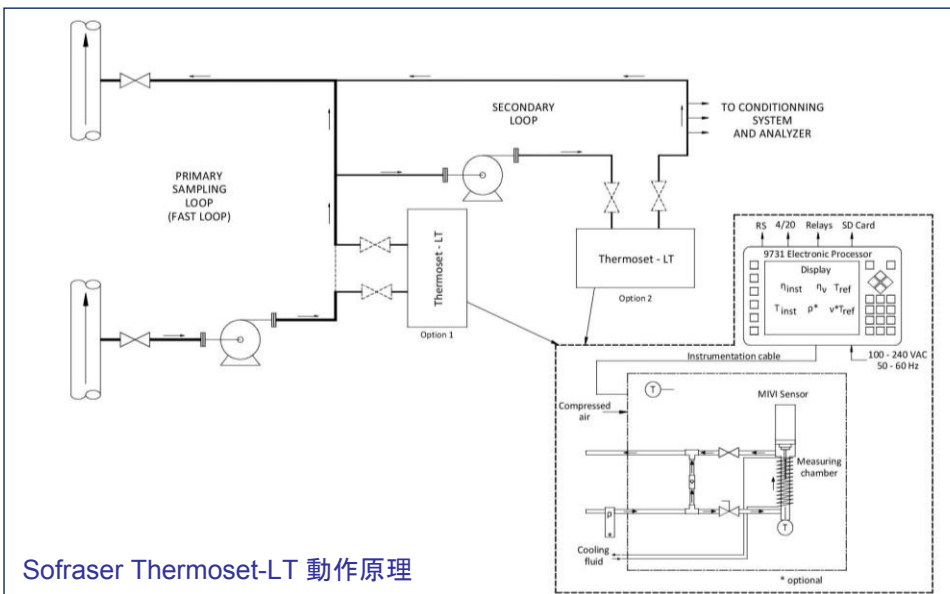 SECONDARY
LOOP
TO CONDITIONNING
SYSTEM
AND ANALYZER
PRIMARY
SAMPLING
LOOP
(FAST LOOP)
Thermoset - LT
Option 1
Thermoset - LT
Option 2
RS 4/20 Relays SD Card
9731 Electronic Processor
Display
ηinst ηv Tref
Tinst ρ* ν*Tref
100 - 240 VAC
50 - 60 Hz
Instrumentation cable
T
MIVI Sensor
Compressed
air
Measuring
chamber
ρ
*
T
Cooling
fluid
* optional
Sofraser Thermoset-LT 動作原理